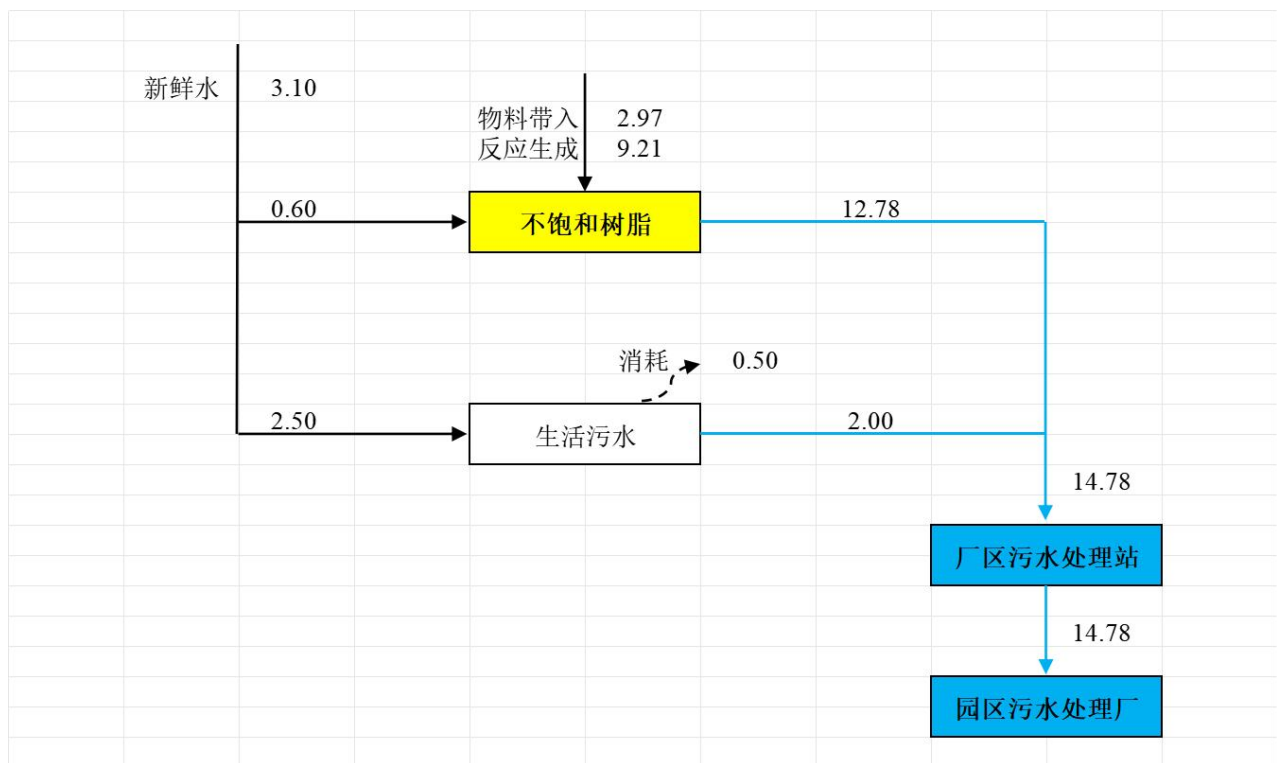 新鲜水 3.10
物料带入 2.97
反应生成 9.21
0.60 不饱和树脂 12.78
消耗 0.50
2.50 生活污水 2.00
14.78
厂区污水处理站
14.78
园区污水处理厂